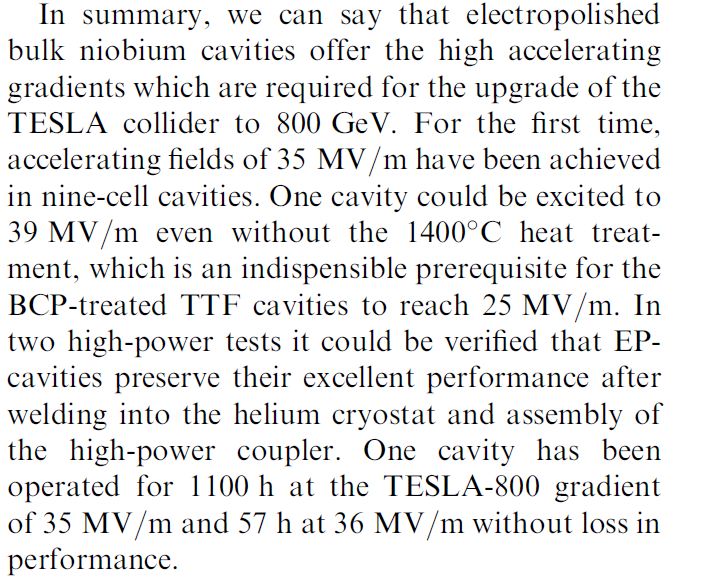 In summary, we can say that electropolished
bulk niobium cavities offer the high accelerating
gradients which are required for the upgrade of the
TESLA collider to 800 GeV. For the first time,
accelerating fields of 35 MV/m have been achieved
in nine-cell cavities. One cavity could be excited to
39 MV/m even without the 1400°C heat treat-
ment, which is an indispensible prerequisite for the
BCP-treated TTF cavities to reach 25 MV/m. In
two high-power tests it could be verified that EP-
cavities preserve their excellent performance after
welding into the helium cryostat and assembly of
the high-power coupler. One cavity has been
operated for 1100 h at the TESLA-800 gradient
of 35 MV/m and 57 h at 36 MV/m without loss in
performance.